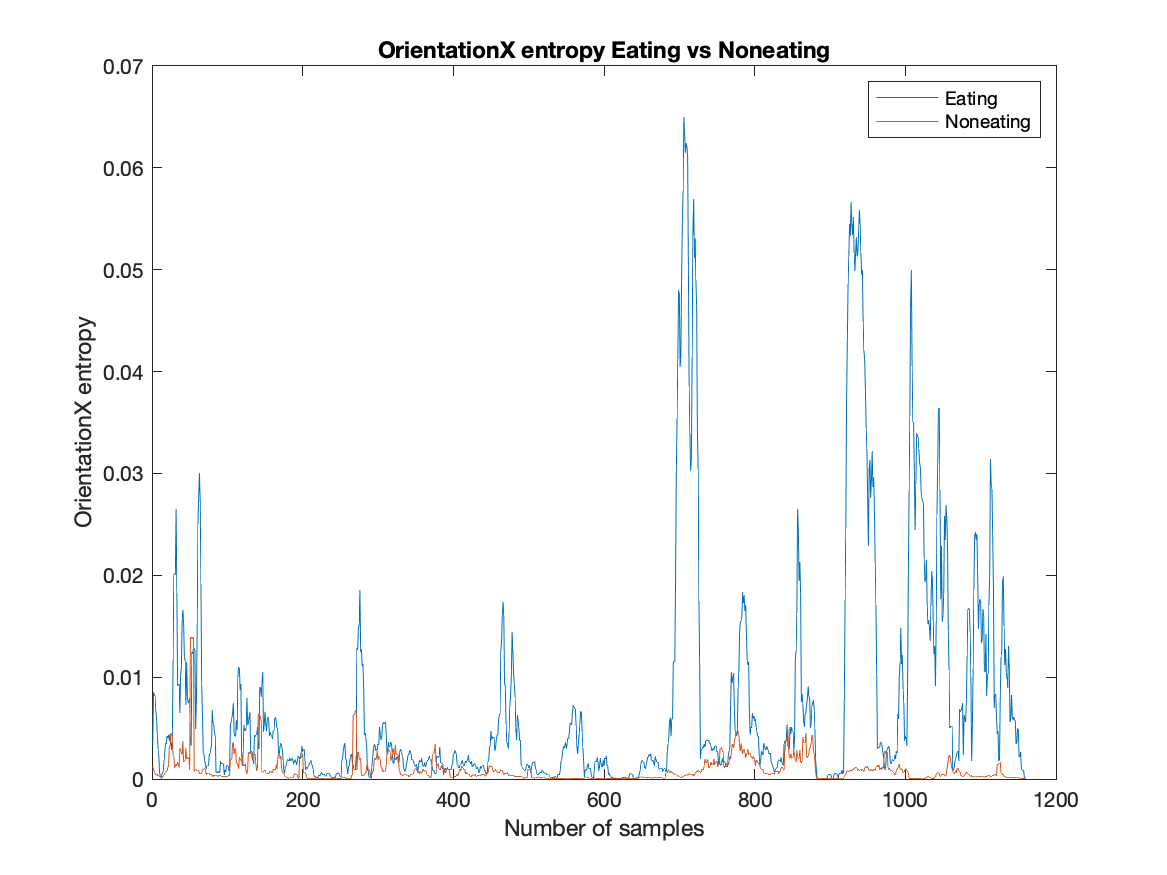 OrientationX entropy Eating vs Noneating
0.07
0.06
0.05
0.04
0.03
0.02
0.01
0
OrientationX entropy
Eating
Noneating
0 200 400 600 800 1000 1200
Number of samples